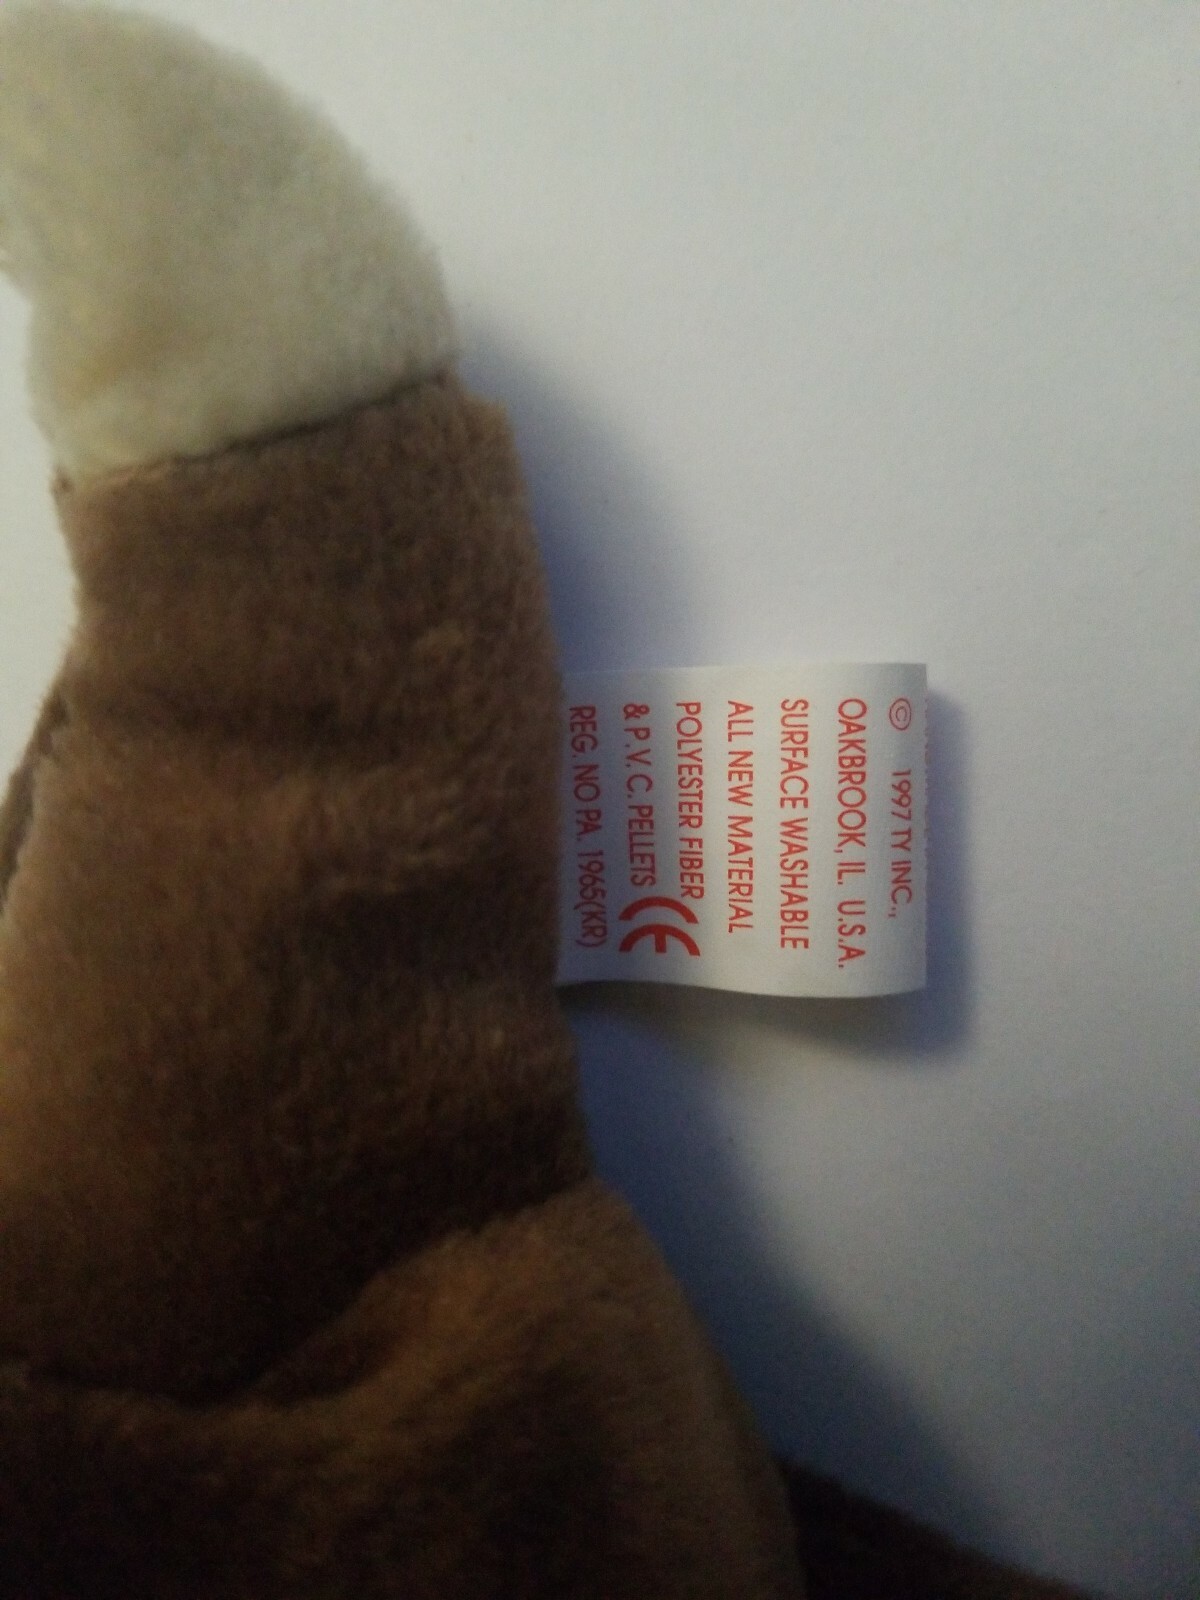 © 1997 TY INC.,
OAKBROOK, IL. U.S.A.
SURFACE WASHABLE
ALL NEW MATERIAL
POLYESTER FIBER
& P.V.C. PELLETS CE
REG. NO PA. 1965(KR)